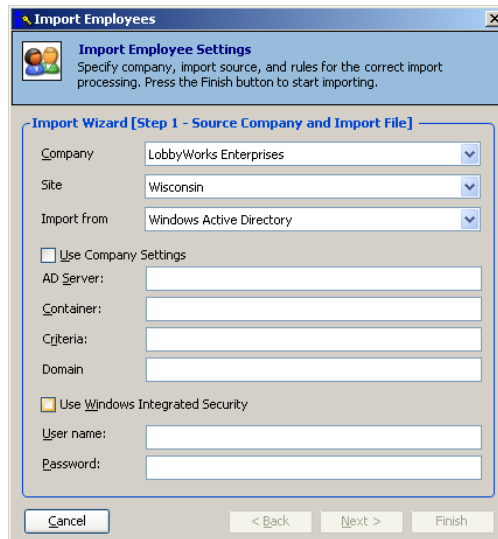 Import Employees
Import Employee Settings
Specify company, import source, and rules for the correct import
processing. Press the Finish button to start importing.
Import Wizard [Step 1 - Source Company and Import File]
Company LobbyWorks Enterprises
Site Wisconsin
Import from Windows Active Directory
Use Company Settings
AD Server:
Container:
Criteria:
Domain
Use Windows Integrated Security
User name:
Password:
Cancel < Back Next > Finish